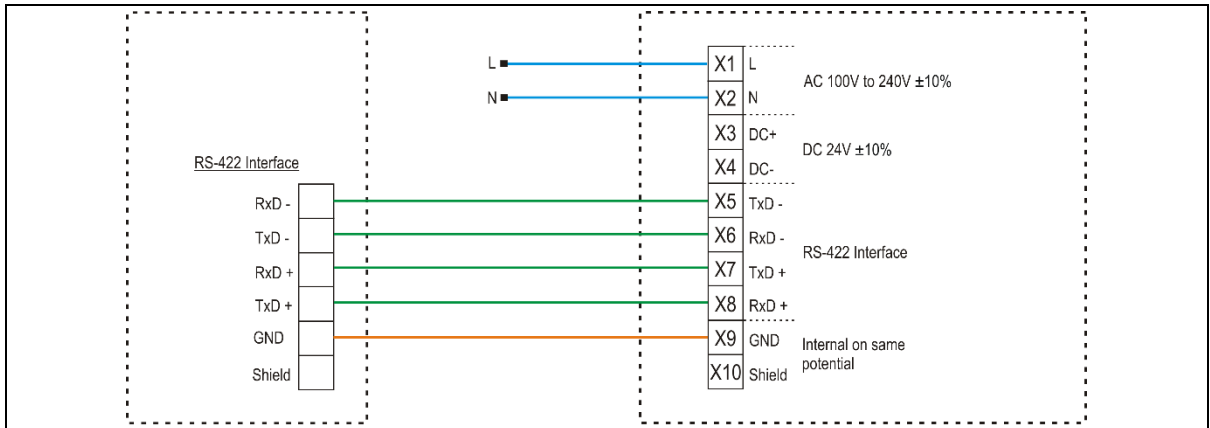 L
N
X1 L
X2 N
AC 100V to 240V ±10%
X3 DC+
X4 DC-
DC 24V ±10%
RS-422 Interface
RxD -
TxD -
RxD +
TxD +
GND
Shield
X5 TxD -
X6 RxD -
X7 TxD +
X8 RxD +
RS-422 Interface
X9 GND
X10 Shield
Internal on same
potential